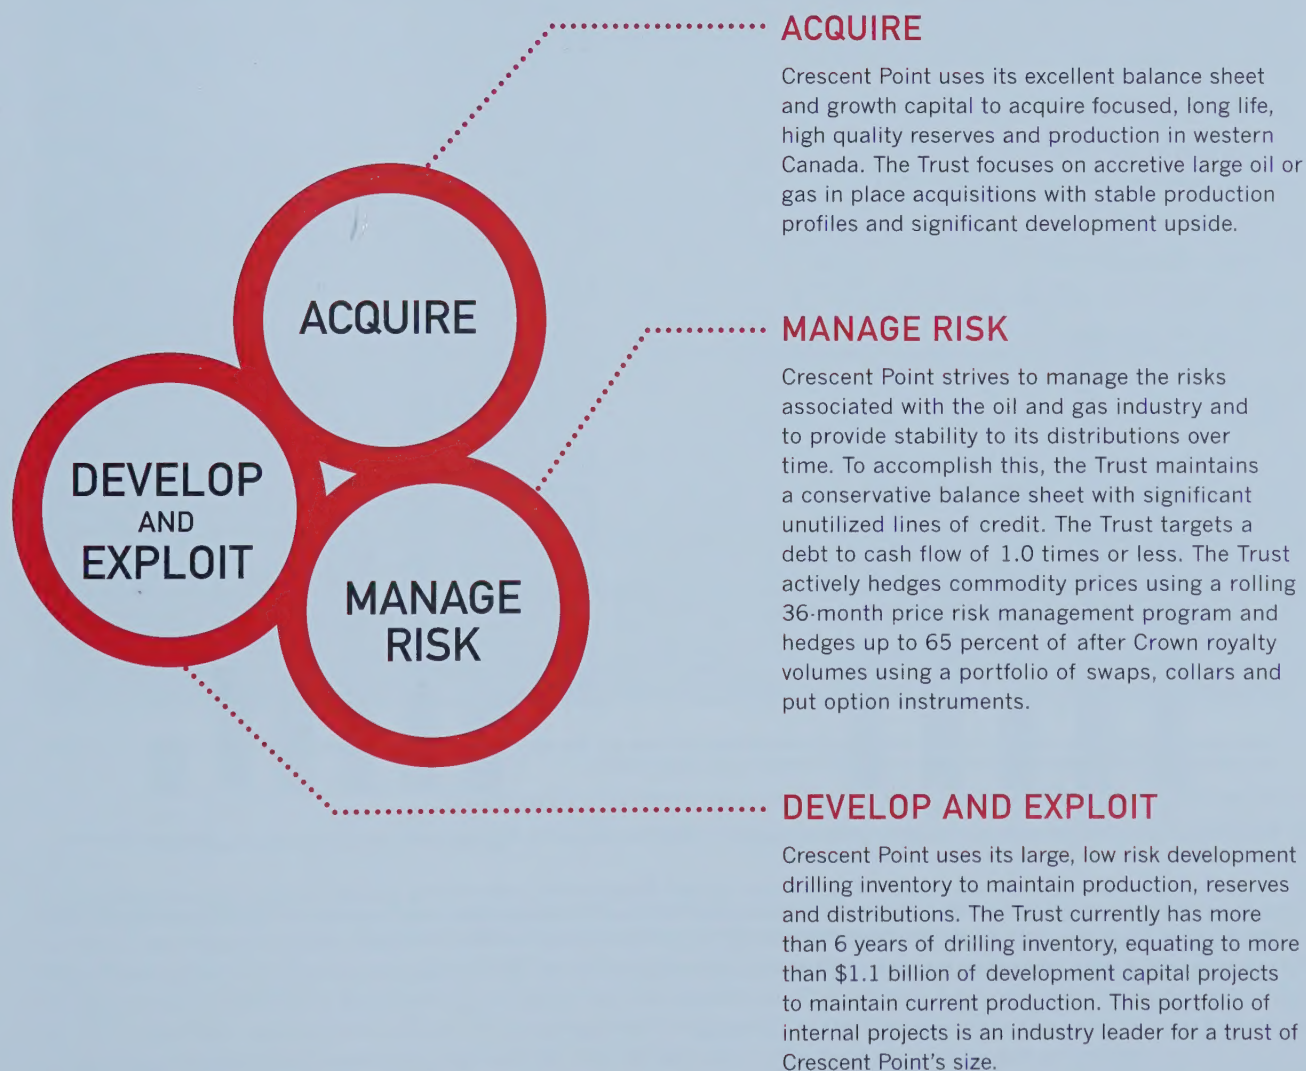 ACQUIRE
Crescent Point uses its excellent balance sheet
and growth capital to acquire focused, long life,
high quality reserves and production in western
Canada. The Trust focuses on accretive large oil or
gas in place acquisitions with stable production
profiles and significant development upside.
ACQUIRE
DEVELOP
AND
EXPLOIT
MANAGE
RISK
MANAGE RISK
Crescent Point strives to manage the risks
associated with the oil and gas industry and
to provide stability to its distributions over
time. To accomplish this, the Trust maintains
a conservative balance sheet with significant
unutilized lines of credit. The Trust targets a
debt to cash flow of 1.0 times or less. The Trust
actively hedges commodity prices using a rolling
36-month price risk management program and
hedges up to 65 percent of after Crown royalty
volumes using a portfolio of swaps, collars and
put option instruments.
DEVELOP AND EXPLOIT
Crescent Point uses its large, low risk development
drilling inventory to maintain production, reserves
and distributions. The Trust currently has more
than 6 years of drilling inventory, equating to more
than $1.1 billion of development capital projects
to maintain current production. This portfolio of
internal projects is an industry leader for a trust of
Crescent Point's size.